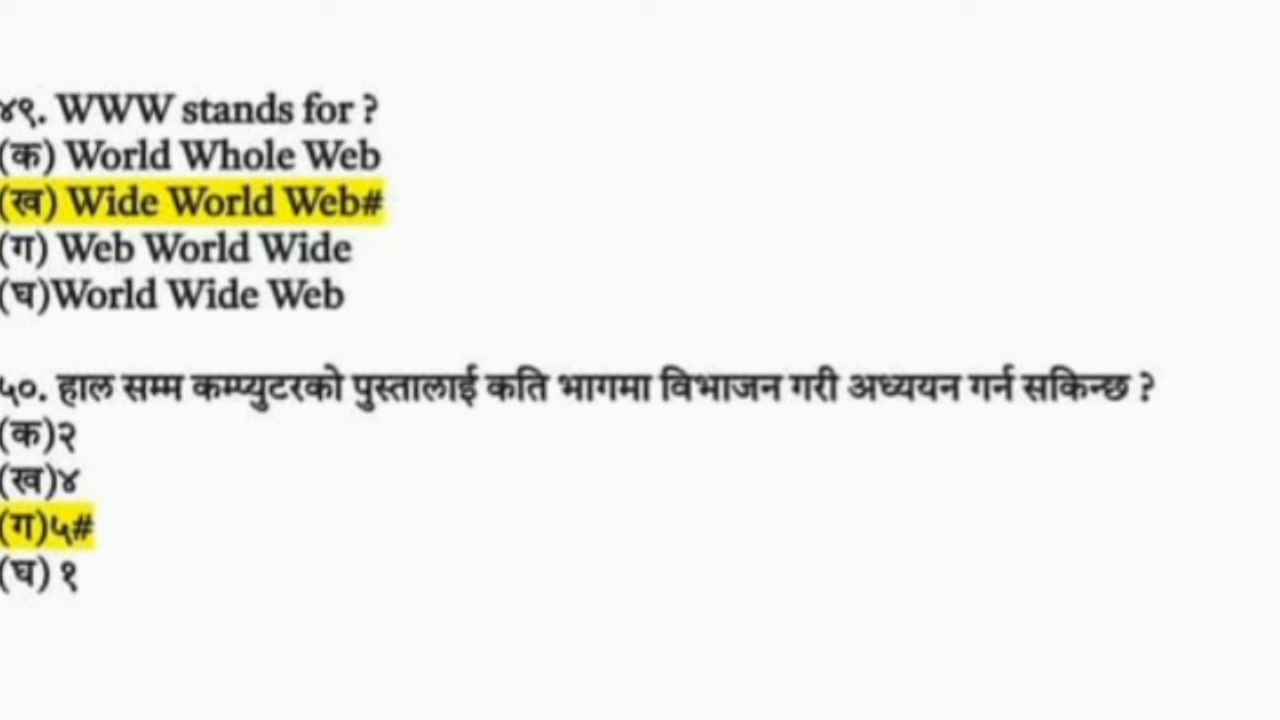 ४९. WWW stands for ?
(क) World Whole Web
(ख) Wide World Web#
(ग) Web World Wide
(घ)World Wide Web
५०. हाल सम्म कम्प्युटरको पुस्तालाई कति भागमा विभाजन गरी अध्ययन गर्न सकिन्छ ?
(क)२
(ख)४
(ग)५#
(घ) १